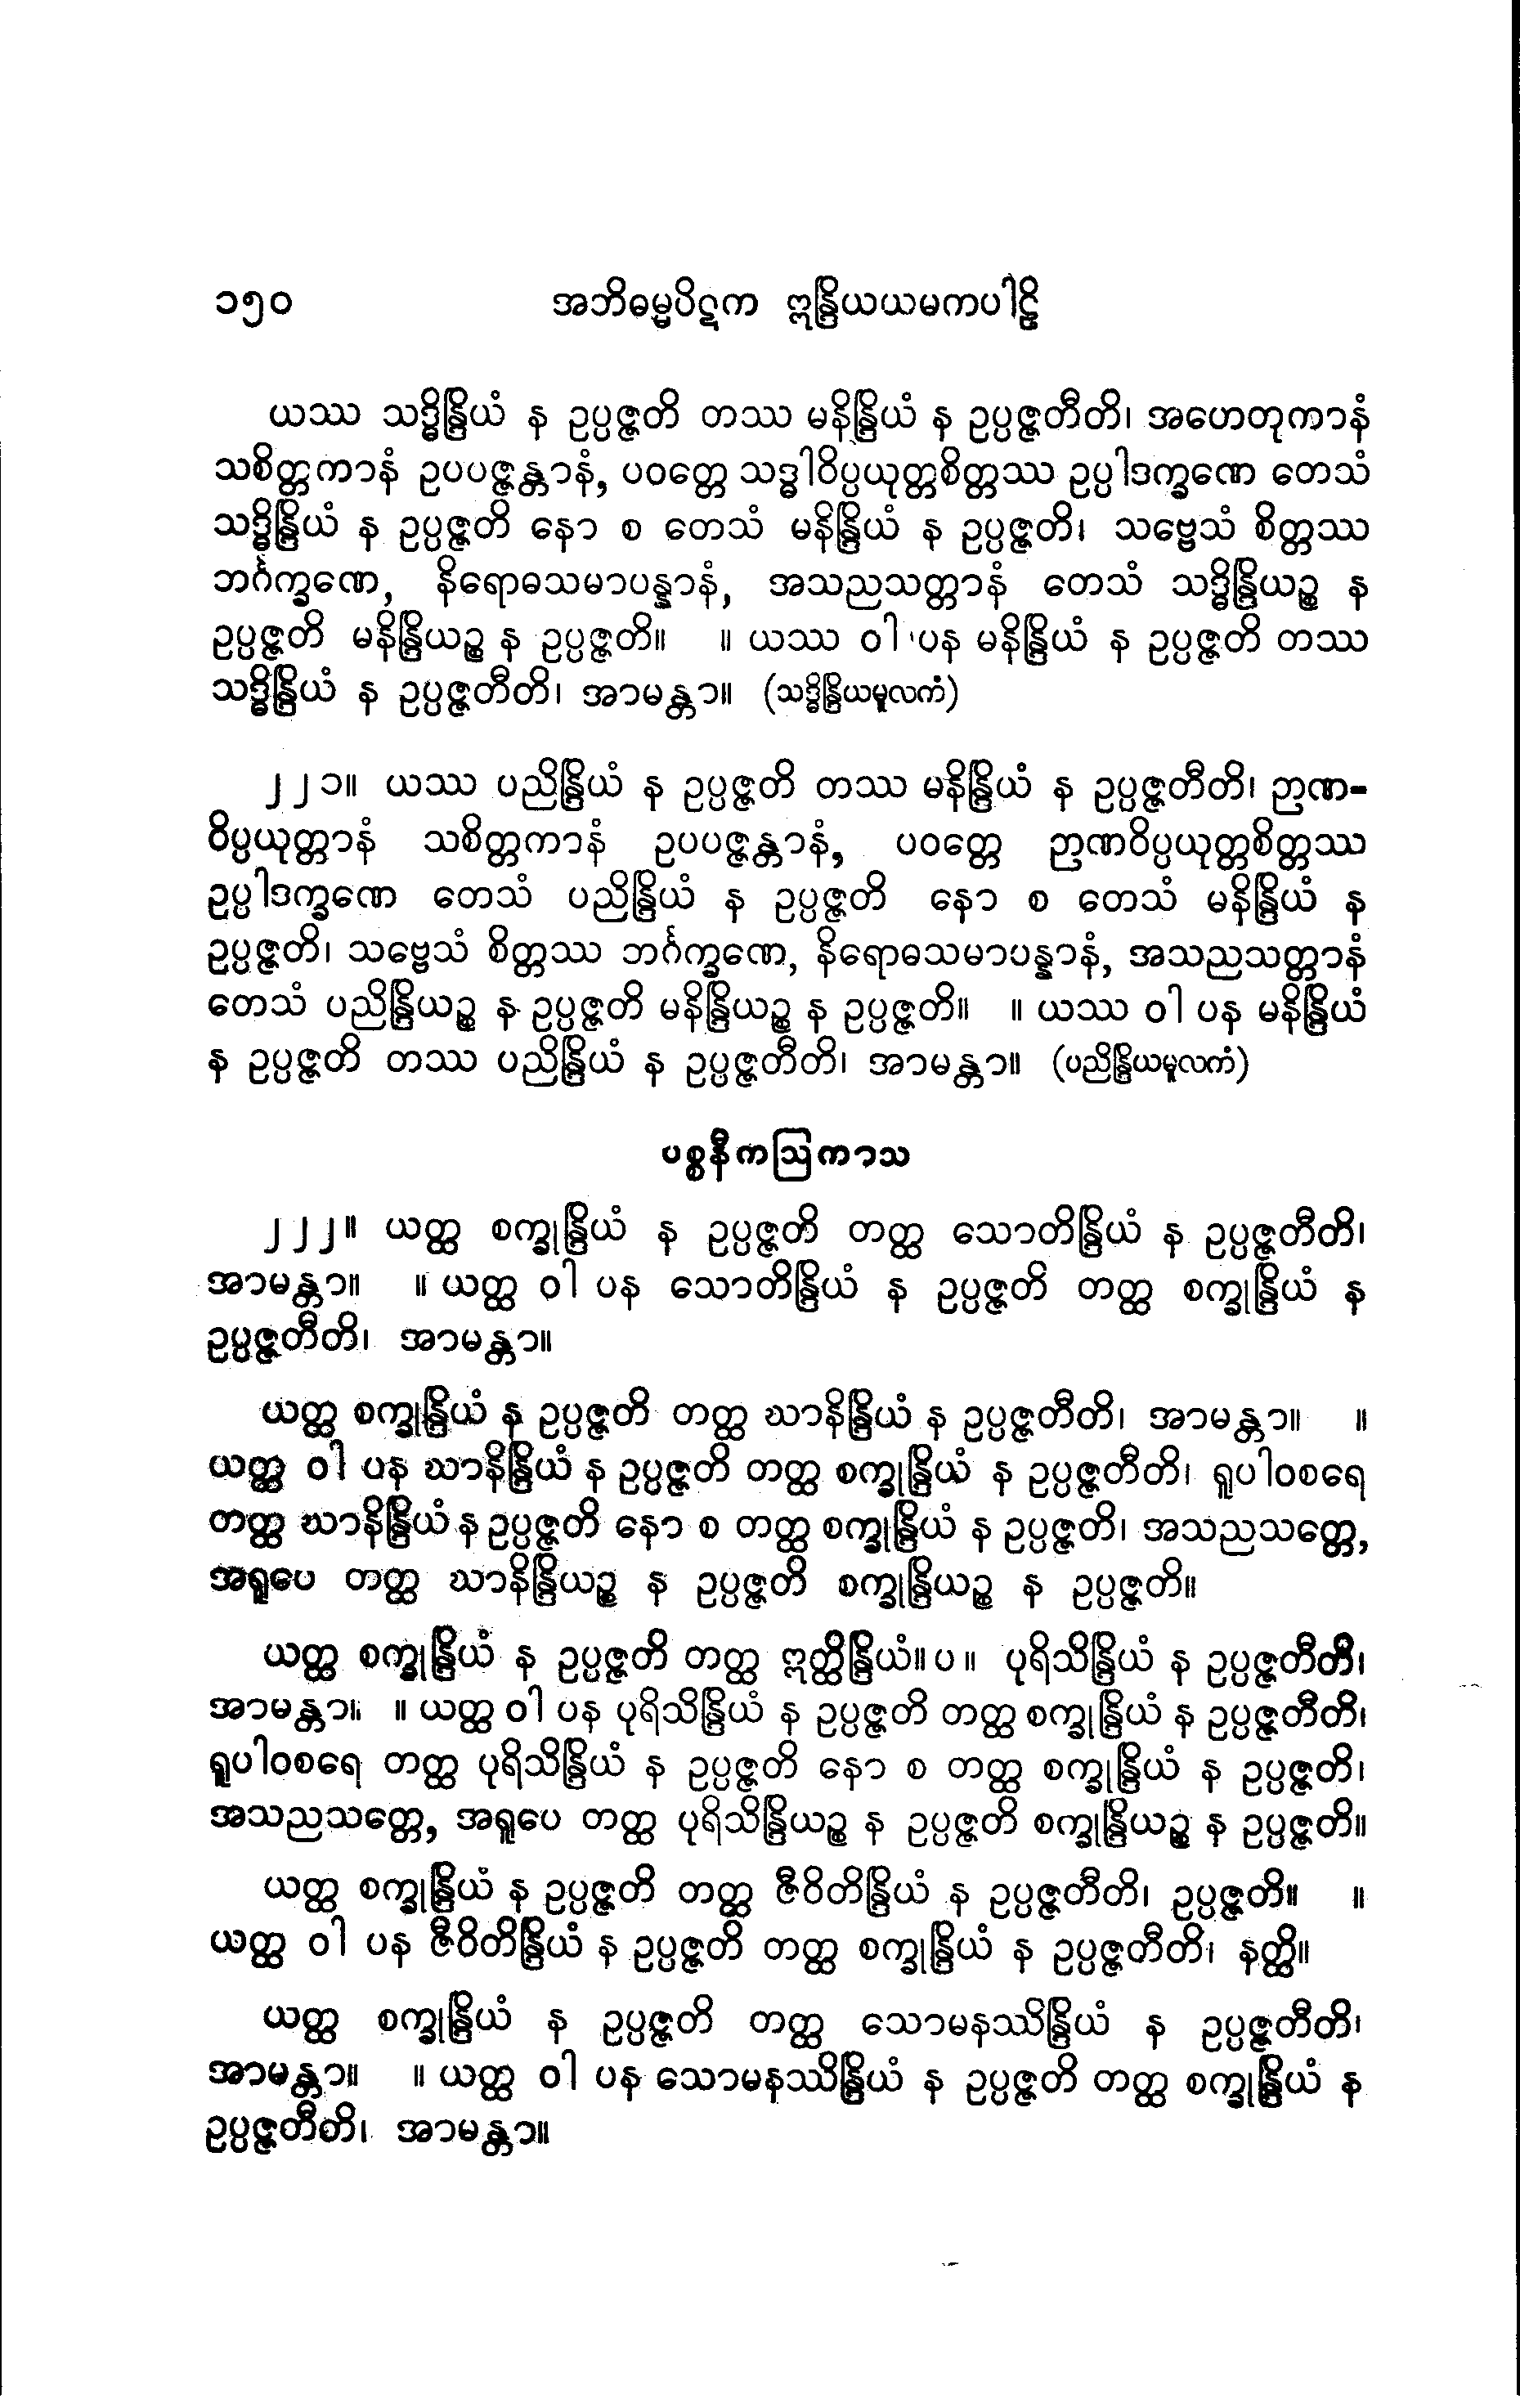 ၁၅၀ အဘိဓမ္မပိဋက ဣန္ဒြိယယမကပါဠိ
ယဿ သဒ္ဓိန္ဒြိယံ န ဥပ္ပဇ္ဇတိ တဿ မနိန္ဒြိယံ န ဥပ္ပဇ္ဇတီတိ၊ အဟေတုကာနံ
သစိတ္တကာနံ ဥပပဇ္ဇန္တာနံ, ပဝတ္တေ သဒ္ဓါဝိပ္ပယုတ္တစိတ္တဿ ဥပ္ပါဒက္ခဏေ တေသံ
သဒ္ဓိန္ဒြိယံ န ဥပ္ပဇ္ဇတိ နော စ တေသံ မနိန္ဒြိယံ န ဥပ္ပဇ္ဇတိ၊ သဗ္ဗေသံ စိတ္တဿ
ဘင်္ဂက္ခဏေ, နိရောဓသမာပန္နာနံ, အသညသတ္တာနံ တေသံ သဒ္ဓိန္ဒြိယဉ္စ န
ဥပ္ပဇ္ဇတိ မနိန္ဒြိယဉ္စ န ဥပ္ပဇ္ဇတိ။ ။ ယဿ ဝါ ပန မနိန္ဒြိယံ န ဥပ္ပဇ္ဇတိ တဿ
သဒ္ဓိန္ဒြိယံ န ဥပ္ပဇ္ဇတီတိ၊ အာမန္တာ။ (သဒ္ဓိန္ဒြိယမူလကံ)
၂၂၁။ ယဿ ပညိန္ဒြိယံ န ဥပ္ပဇ္ဇတိ တဿ မနိန္ဒြိယံ န ဥပ္ပဇ္ဇတီတိ၊ ဉာဏ-
ဝိပ္ပယုတ္တာနံ သစိတ္တကာနံ ဥပပဇ္ဇန္တာနံ, ပဝတ္တေ ဉာဏဝိပ္ပယုတ္တစိတ္တဿ
ဥပ္ပါဒက္ခဏေ တေသံ ပညိန္ဒြိယံ န ဥပ္ပဇ္ဇတိ နော စ တေသံ မနိန္ဒြိယံ န
ဥပ္ပဇ္ဇတိ၊ သဗ္ဗေသံ စိတ္တဿ ဘင်္ဂက္ခဏေ, နိရောဓသမာပန္နာနံ, အသညသတ္တာနံ
တေသံ ပညိန္ဒြိယဉ္စ န ဥပ္ပဇ္ဇတိ မနိန္ဒြိယဉ္စ န ဥပ္ပဇ္ဇတိ။ ။ ယဿ ဝါ ပန မနိန္ဒြိယံ
န ဥပ္ပဇ္ဇတိ တဿ ပညိန္ဒြိယံ န ဥပ္ပဇ္ဇတီတိ၊ အာမန္တာ။ (ပညိန္ဒြိယမူလကံ)
ပစ္စနီကဩကာသ
၂၂၂။ ယတ္ထ စက္ခုန္ဒြိယံ န ဥပ္ပဇ္ဇတိ တတ္ထ သောတိန္ဒြိယံ န ဥပ္ပဇ္ဇတီတိ၊
အာမန္တာ။ ။ ယတ္ထ ဝါ ပန သောတိန္ဒြိယံ န ဥပ္ပဇ္ဇတိ တတ္ထ စက္ခုန္ဒြိယံ န
ဥပ္ပဇ္ဇတီတိ၊ အာမန္တာ။
ယတ္ထ စက္ခုန္ဒြိယံ န ဥပ္ပဇ္ဇတိ တတ္ထ ဃာနိန္ဒြိယံ န ဥပ္ပဇ္ဇတီတိ၊ အာမန္တာ။ ။
ယတ္ထ ဝါ ပန ဃာနိန္ဒြိယံ န ဥပ္ပဇ္ဇတိ တတ္ထ စက္ခုန္ဒြိယံ န ဥပ္ပဇ္ဇတီတိ၊ ရူပါဝစရေ
တတ္ထ ဃာနိန္ဒြိယံ န ဥပ္ပဇ္ဇတိ နော စ တတ္ထ စက္ခုန္ဒြိယံ န ဥပ္ပဇ္ဇတိ၊ အသညသတ္တေ,
အရူပေ တတ္ထ ဃာနိန္ဒြိယဉ္စ န ဥပ္ပဇ္ဇတိ စက္ခုန္ဒြိယဉ္စ န ဥပ္ပဇ္ဇတိ။
ယတ္ထ စက္ခုန္ဒြိယံ န ဥပ္ပဇ္ဇတိ တတ္ထ ဣတ္ထိန္ဒြိယံ။ပ။ ပုရိသိန္ဒြိယံ န ဥပ္ပဇ္ဇတီတိ၊
အာမန္တာ။ ။ ယတ္ထ ဝါ ပန ပုရိသိန္ဒြိယံ န ဥပ္ပဇ္ဇတိ တတ္ထ စက္ခုန္ဒြိယံ န ဥပ္ပဇ္ဇတီတိ၊
ရူပါဝစရေ တတ္ထ ပုရိသိန္ဒြိယံ န ဥပ္ပဇ္ဇတိ နော စ တတ္ထ စက္ခုန္ဒြိယံ န ဥပ္ပဇ္ဇတိ၊
အသညသတ္တေ, အရူပေ တတ္ထ ပုရိသိန္ဒြိယဉ္စ န ဥပ္ပဇ္ဇတိ စက္ခုန္ဒြိယဉ္စ န ဥပ္ပဇ္ဇတိ။
ယတ္ထ စက္ခုန္ဒြိယံ န ဥပ္ပဇ္ဇတိ တတ္ထ ဇီဝိတိန္ဒြိယံ န ဥပ္ပဇ္ဇတီတိ၊ ဥပ္ပဇ္ဇတိ။ ။
ယတ္ထ ဝါ ပန ဇီဝိတိန္ဒြိယံ န ဥပ္ပဇ္ဇတိ တတ္ထ စက္ခုန္ဒြိယံ န ဥပ္ပဇ္ဇတီတိ၊ နတ္ထိ။
ယတ္ထ စက္ခုန္ဒြိယံ န ဥပ္ပဇ္ဇတိ တတ္ထ သောမနဿိန္ဒြိယံ န ဥပ္ပဇ္ဇတီတိ၊
အာမန္တာ။ ။ ယတ္ထ ဝါ ပန သောမနဿိန္ဒြိယံ န ဥပ္ပဇ္ဇတိ တတ္ထ စက္ခုန္ဒြိယံ န
ဥပ္ပဇ္ဇတီတိ၊ အာမန္တာ။